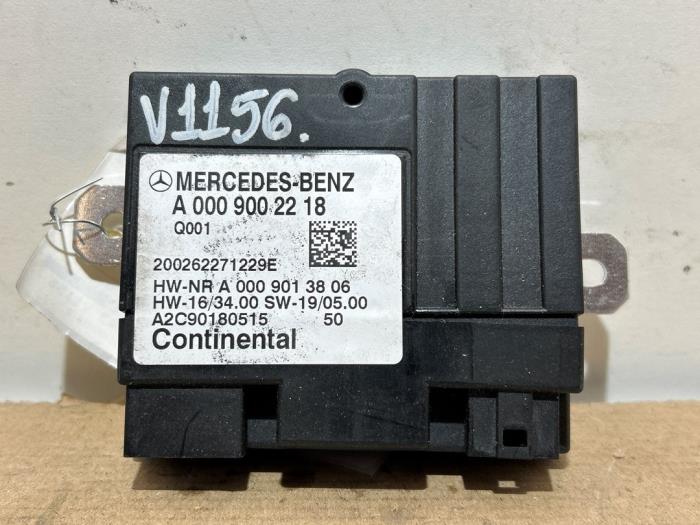 V1156.
MERCEDES-BENZ
A 000 900 22 18
Q001
200262271229E
HW-NR A 000 901 38 06
HW-16/34.00 SW-19/05.00
A2C90180515 50
Continental